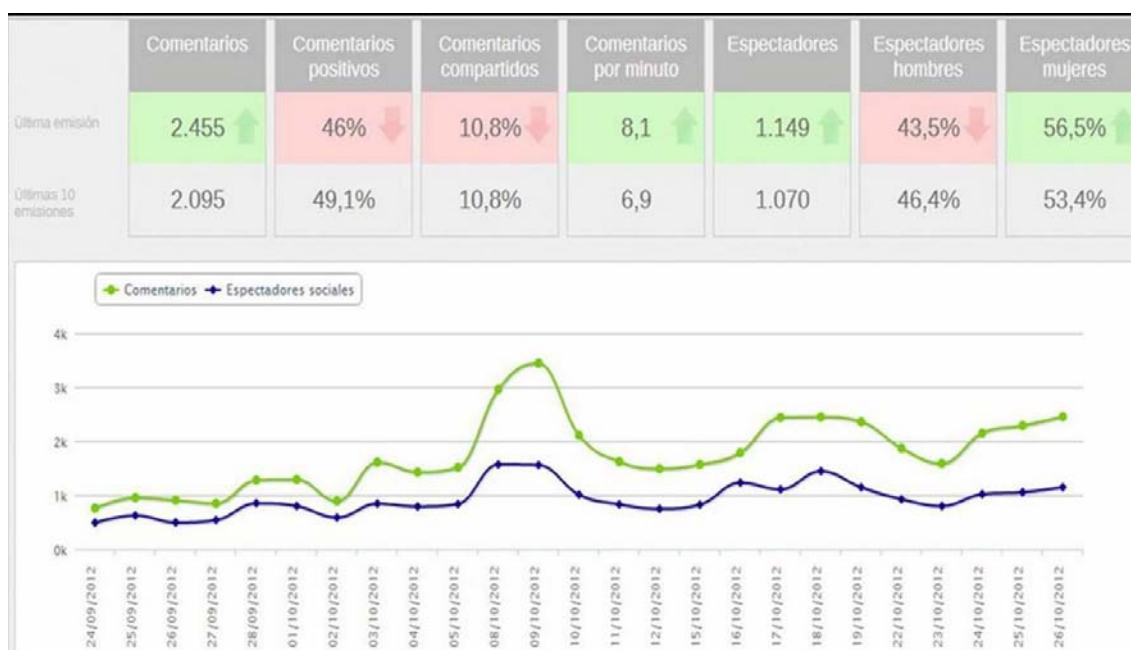 Comentarios
Comentarios
positivos
Comentarios
compartidos
Comentarios
por minuto
Espectadores
Espectadores
hombres
Espectadores
mujeres
Última emisión
2.455
46%
10,8%
8,1
1.149
43,5%
56,5%
Últimas 10
emisiones
2.095
49,1%
10,8%
6,9
1.070
46,4%
53,4%
Comentarios
Espectadores sociales
4k
3k
2k
1k
0k
24/09/2012
25/09/2012
26/09/2012
27/09/2012
28/09/2012
01/10/2012
02/10/2012
03/10/2012
04/10/2012
05/10/2012
08/10/2012
09/10/2012
10/10/2012
11/10/2012
12/10/2012
15/10/2012
16/10/2012
17/10/2012
18/10/2012
19/10/2012
22/10/2012
23/10/2012
24/10/2012
25/10/2012
26/10/2012